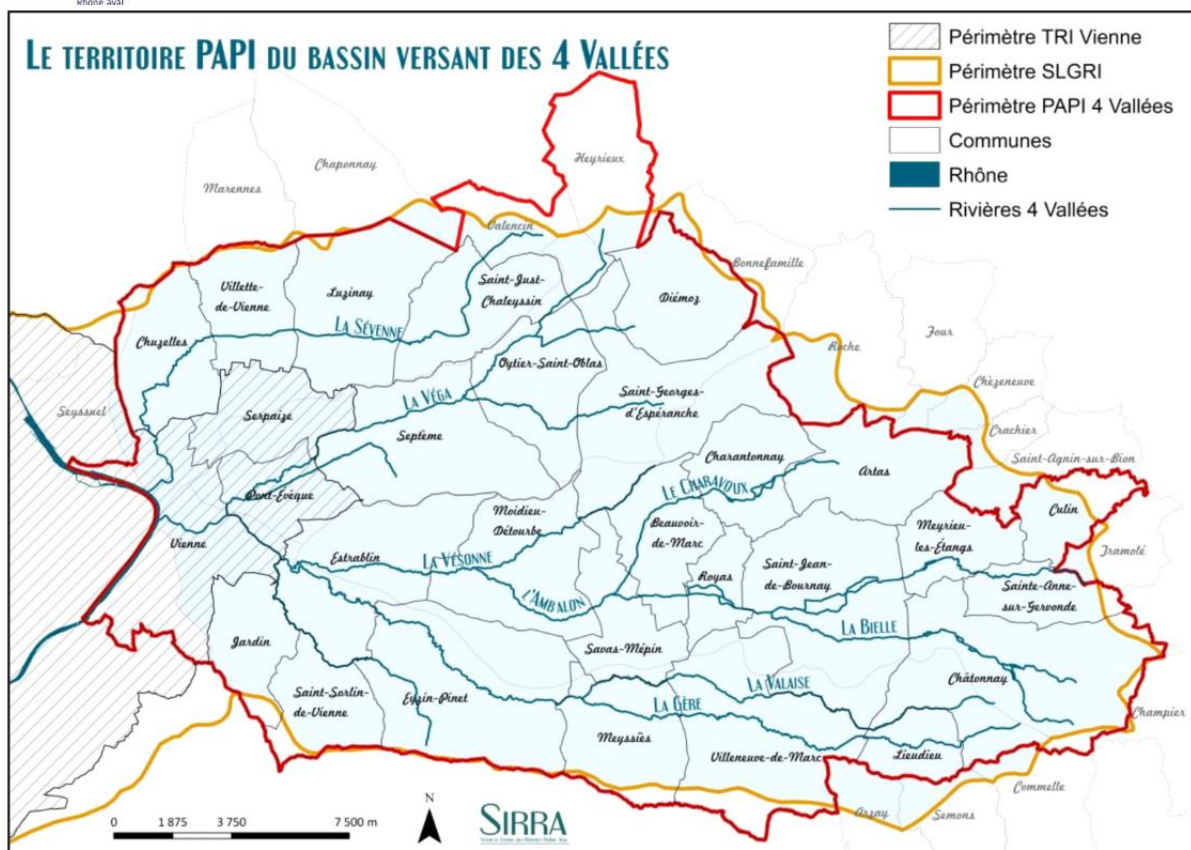 Rhône aval
LE TERRITOIRE PAPI DU BASSIN VERSANT DES 4 VALLÉES
Périmètre TRI Vienne
Périmètre SLGRI
Périmètre PAPI 4 Vallées
Communes
Rhône
Rivières 4 Vallées
Heyrieux
Chaponnay
Marennes
Valencin
Bonnefamille
Villette-
de-Vienne
Luzinay
Saint-Just-
Chaleyssin
Diémoz
Chuzelles
LA SÉVENNE
Four
Roche
Oytier-Saint-Oblas
Chèzeneuve
Seyssuel
Serpaize
LA VÉGA
Saint-Georges-
d'Espéranche
Crachier
Septème
Saint-Agnin-sur-Bion
Charantonnay
Artas
Pont-Evêque
LE CHARAVOUX
Moidieu-
Détourbe
Culin
Beauvoir-
de-Marc
Meyrieu-
les-Étangs
Vienne
Tramolé
Estrablin
LA VÉSONNE
Royas
Saint-Jean-
de-Bournay
Sainte-Anne-
sur-Gervonde
L'AMBALON
LA BIELLE
Jardin
Savas-Mépin
Châtonnay
LA VALAISE
Saint-Sorlin-
de-Vienne
Eyzin-Pinet
LA GÈRE
Champier
Meyssiès
Villeneuve-de-Marc
Lieudieu
Commelle
Arzay
Semons
N
SIRRA
0 1 875 3 750 7 500 m